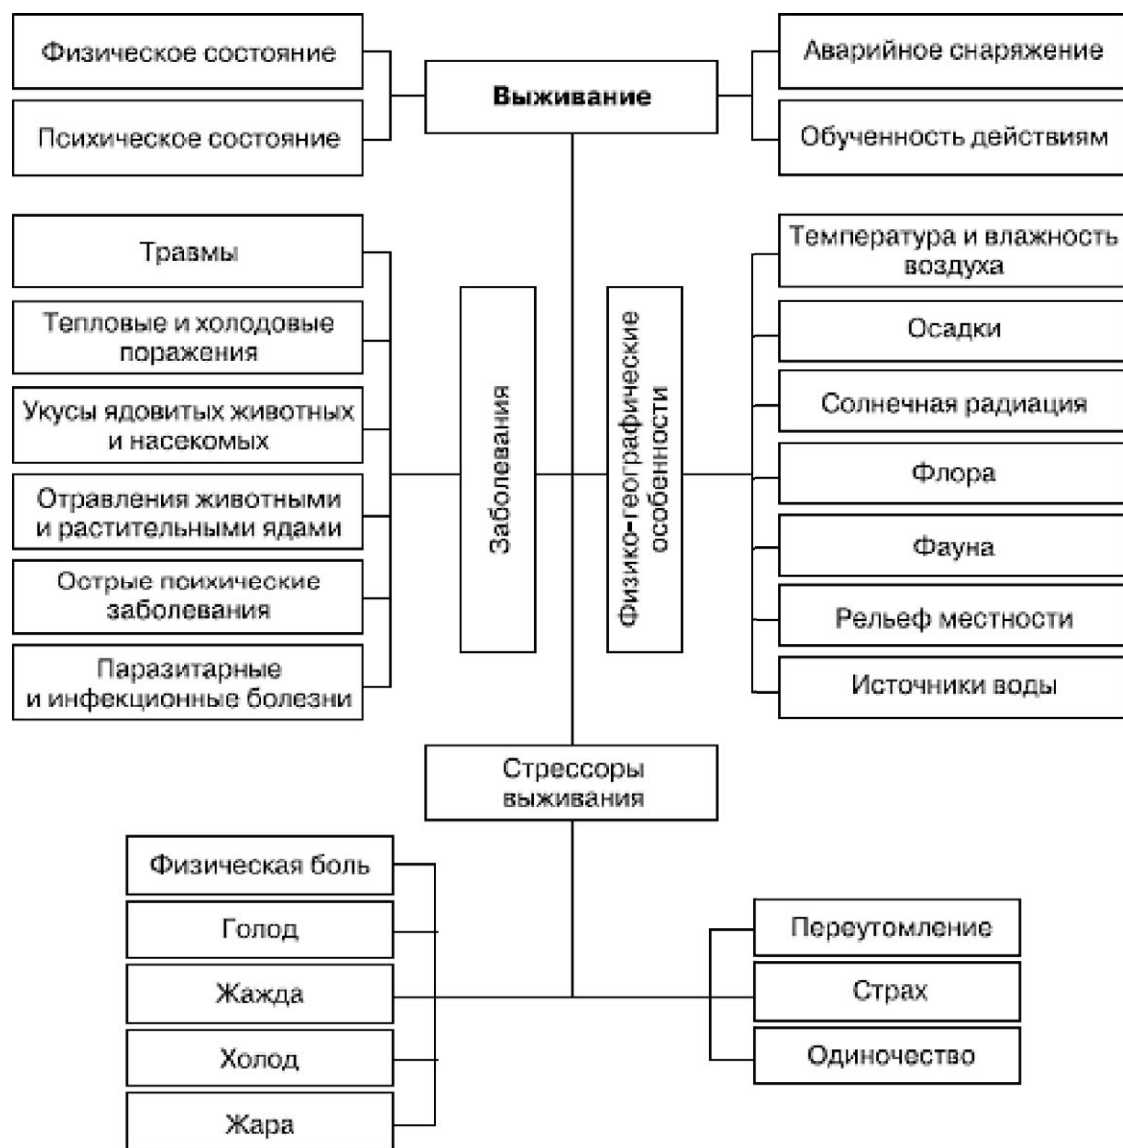 Физическое состояние
Психическое состояние
Выживание
Аварийное снаряжение
Обученность действиям
Травмы
Тепловые и холодовые
поражения
Укусы ядовитых животных
и насекомых
Отравления животными
и растительными ядами
Острые психические
заболевания
Паразитарные
и инфекционные болезни
Заболевания
Физико-географические
особенности
Температура и влажность
воздуха
Осадки
Солнечная радиация
Флора
Фауна
Рельеф местности
Источники воды
Стрессоры
выживания
Физическая боль
Голод
Жажда
Холод
Жара
Переутомление
Страх
Одиночество